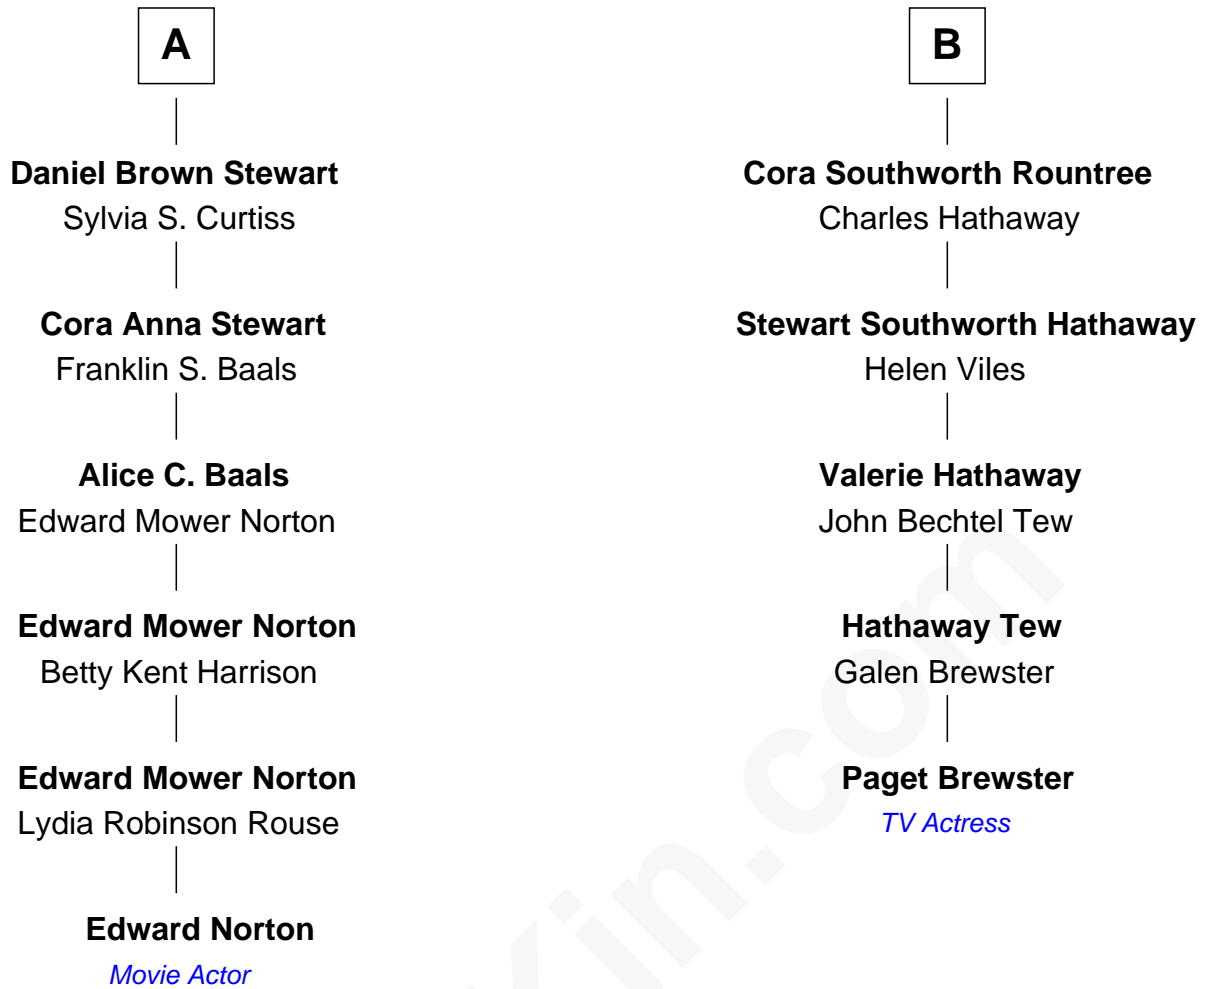 A
Daniel Brown Stewart
Sylvia S. Curtiss
Cora Anna Stewart
Franklin S. Baals
Alice C. Baals
Edward Mower Norton
Edward Mower Norton
Betty Kent Harrison
Edward Mower Norton
Lydia Robinson Rouse
Edward Norton
Movie Actor
B
Cora Southworth Rountree
Charles Hathaway
Stewart Southworth Hathaway
Helen Viles
Valerie Hathaway
John Bechtel Tew
Hathaway Tew
Galen Brewster
Paget Brewster
TV Actress
Kin.com